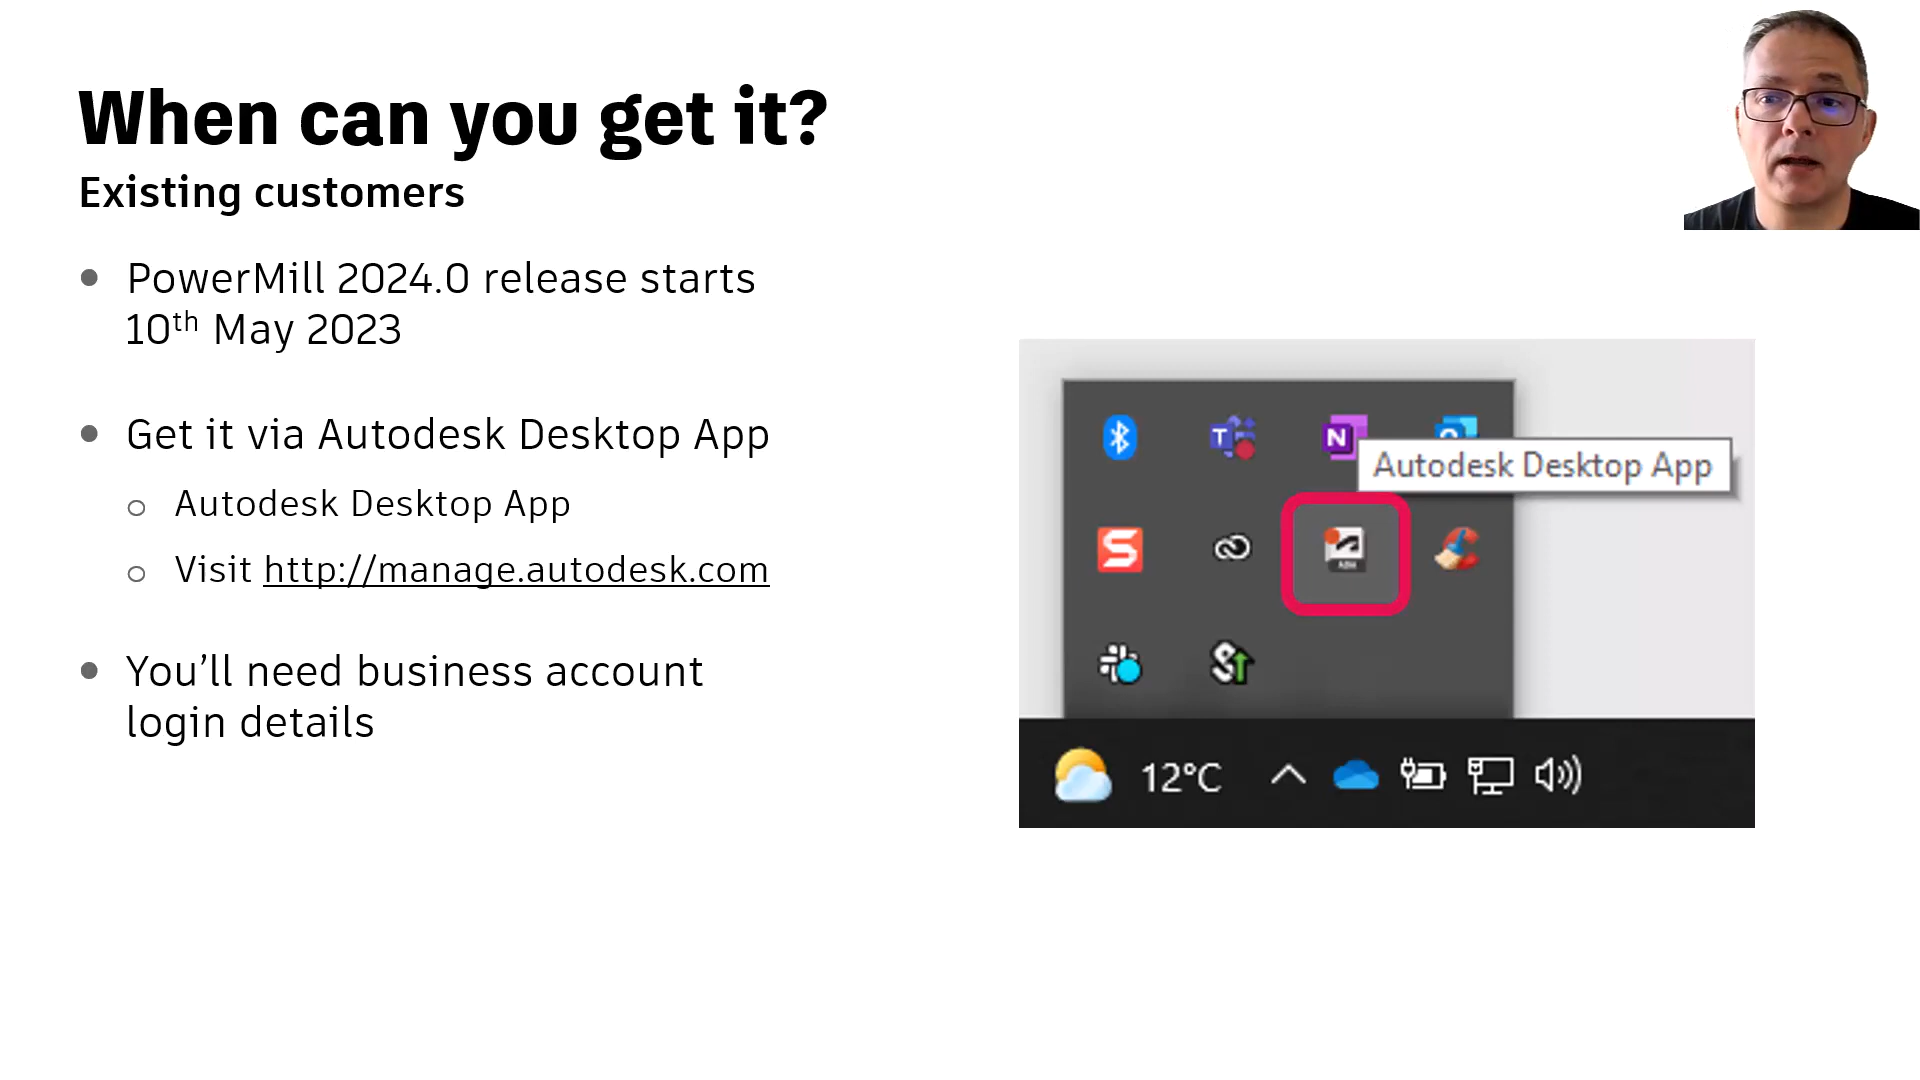 When can you get it?
Existing customers
PowerMill 2024.0 release starts
10th May 2023
Get it via Autodesk Desktop App
Autodesk Desktop App
Visit http://manage.autodesk.com
You’ll need business account
login details
T
N
Autodesk Desktop App
S
12°C